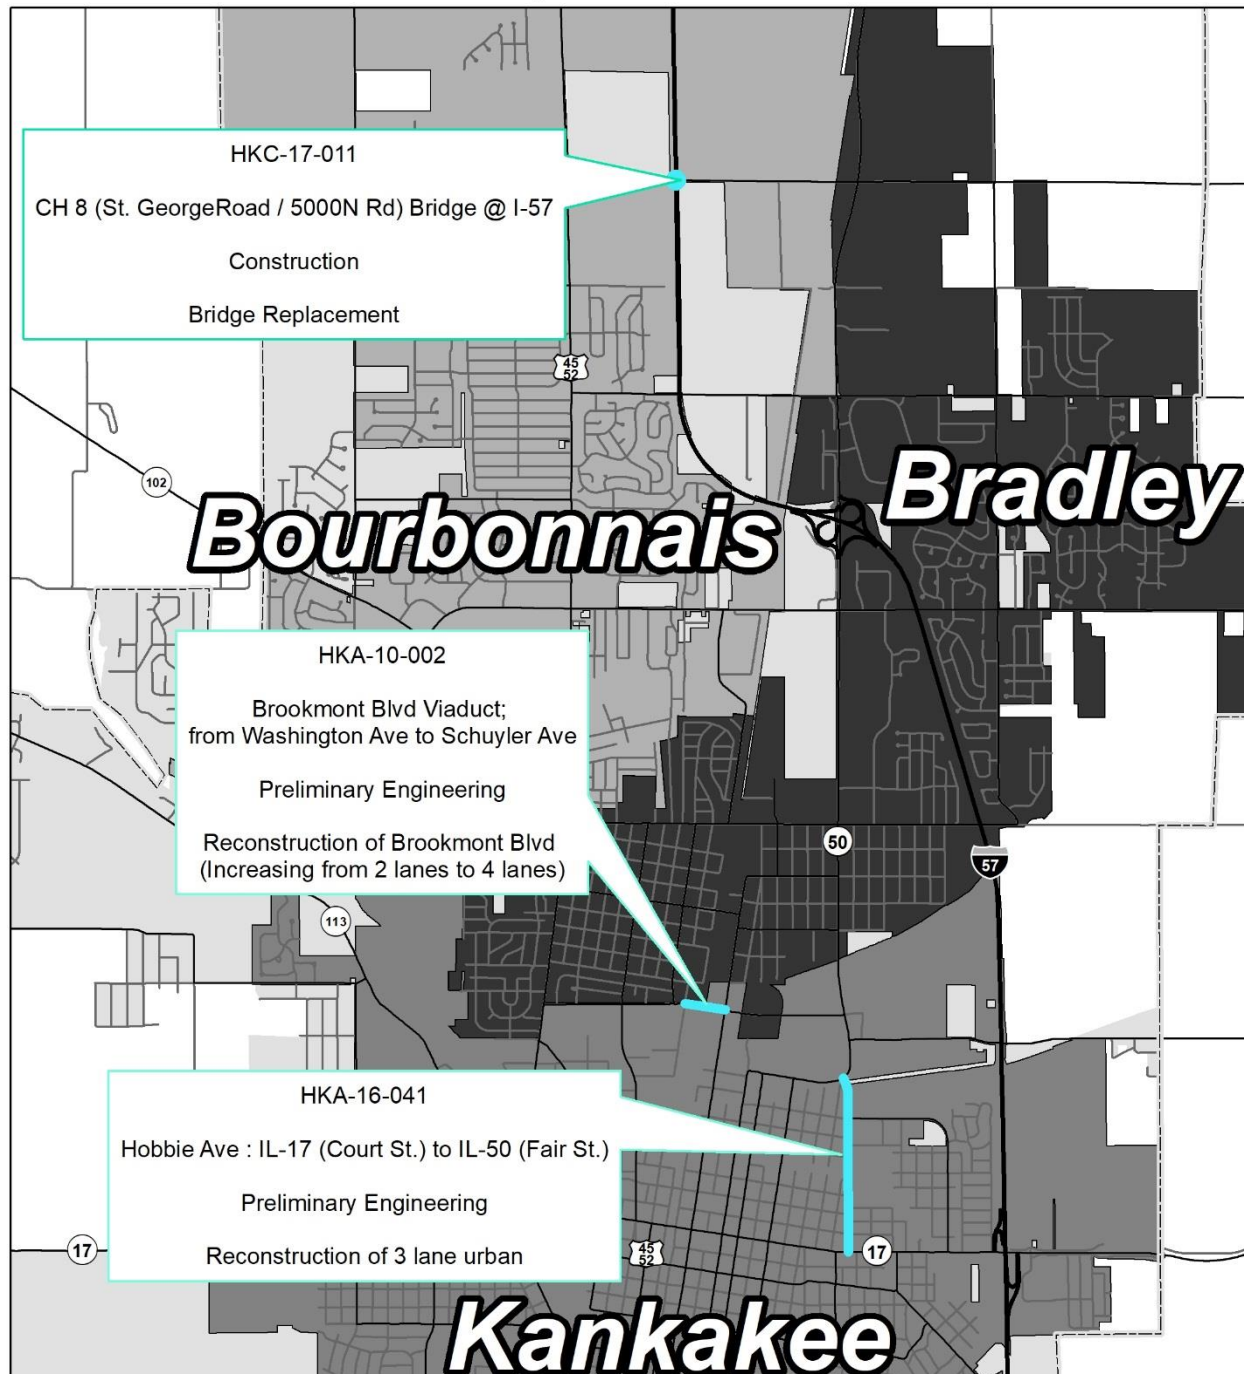 HKC-17-011
CH 8 (St. GeorgeRoad / 5000N Rd) Bridge @ I-57
Construction
Bridge Replacement
45
52
102
Bradley
Bourbonnais
HKA-10-002
Brookmont Blvd Viaduct;
from Washington Ave to Schuyler Ave
Preliminary Engineering
Reconstruction of Brookmont Blvd
(Increasing from 2 lanes to 4 lanes)
50
57
113
HKA-16-041
Hobbie Ave : IL-17 (Court St.) to IL-50 (Fair St.)
Preliminary Engineering
Reconstruction of 3 lane urban
17
45
52
17
Kankakee